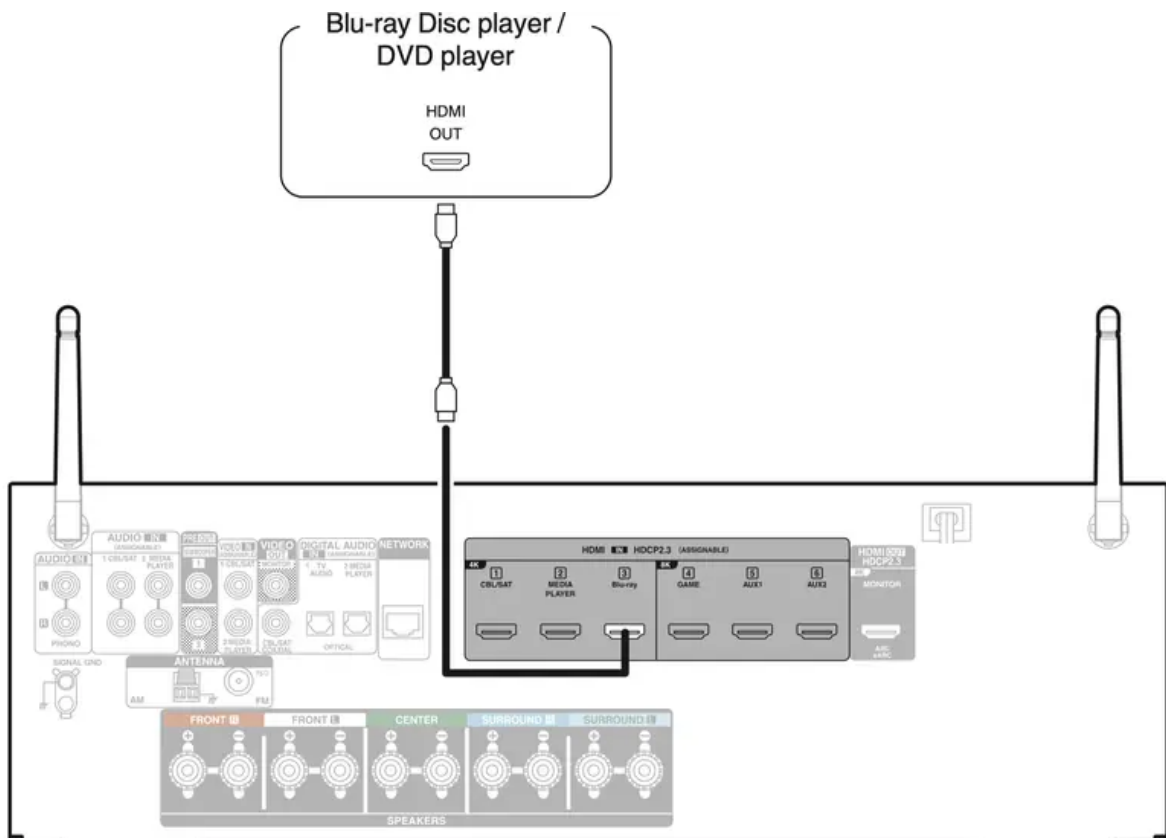 Blu-ray Disc player /
DVD player
HDMI
OUT
AUDIO IN
(ASSIGNABLE)
1 CBL/SAT 2 MEDIA
PLAYER
AUDIO IN
L
R
PHONO
PRE OUT
SUBWOOFER
1
2
VIDEO IN
(ASSIGNABLE)
1 CBL/SAT
2 MEDIA
PLAYER
VIDEO
OUT
MONITOR
DIGITAL AUDIO
IN (ASSIGNABLE)
1 TV
AUDIO
2 MEDIA
PLAYER
CBL/SAT
COAXIAL
OPTICAL
NETWORK
HDMI IN HDCP2.3 (ASSIGNABLE)
4K
1
CBL/SAT
2
MEDIA
PLAYER
3
Blu-ray
8K
4
GAME
5
AUX1
6
AUX2
HDMI OUT
HDCP2.3
8K
MONITOR
ARC
eARC
SIGNAL GND
ANTENNA
AM
FM
FRONT R
FRONT L
CENTER
SURROUND R
SURROUND L
SPEAKERS